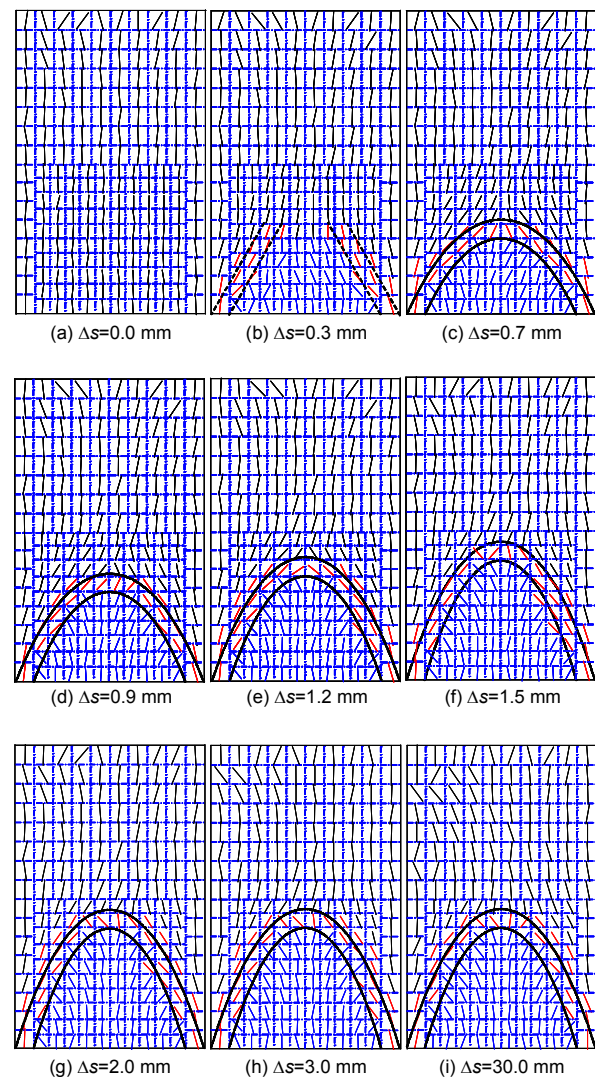 (a) Δs=0.0 mm
(b) Δs=0.3 mm
(c) Δs=0.7 mm
(d) Δs=0.9 mm
(e) Δs=1.2 mm
(f) Δs=1.5 mm
(g) Δs=2.0 mm
(h) Δs=3.0 mm
(i) Δs=30.0 mm